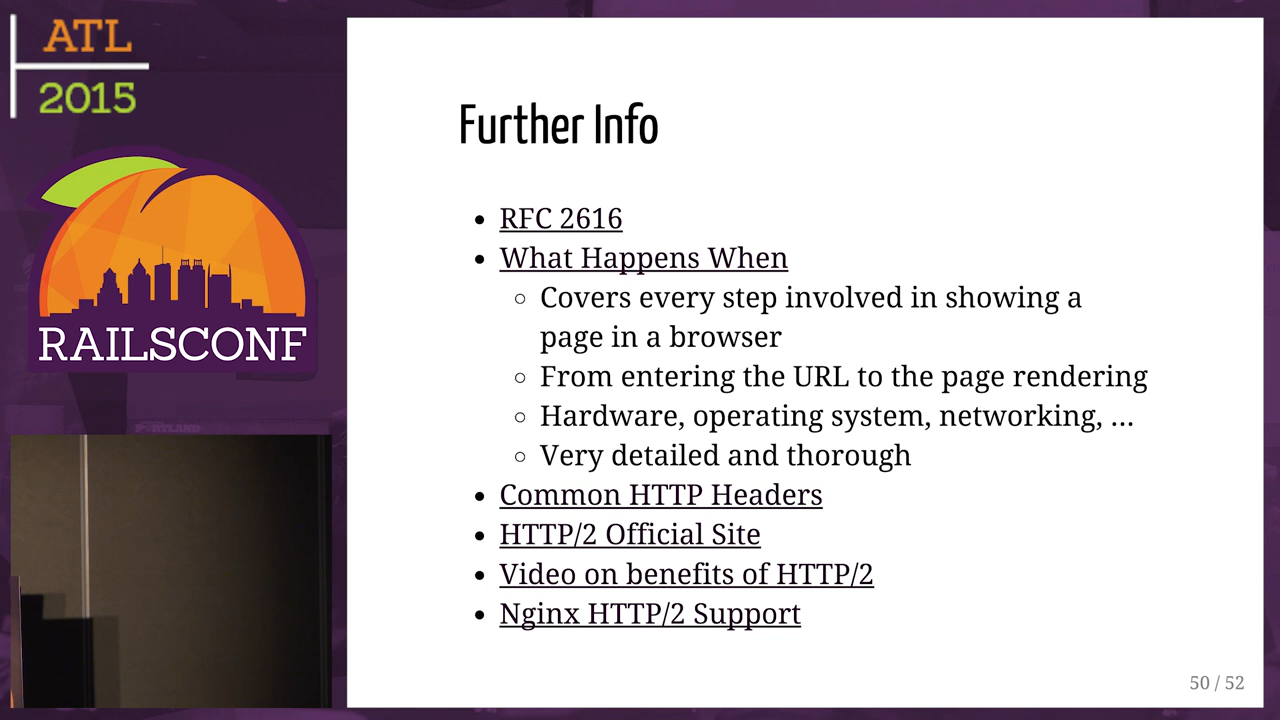 ATL
2015
RAILSCONF
Further Info
• RFC 2616
• What Happens When
○ Covers every step involved in showing a
page in a browser
○ From entering the URL to the page rendering
○ Hardware, operating system, networking, ...
○ Very detailed and thorough
• Common HTTP Headers
• HTTP/2 Official Site
• Video on benefits of HTTP/2
• Nginx HTTP/2 Support
50 / 52